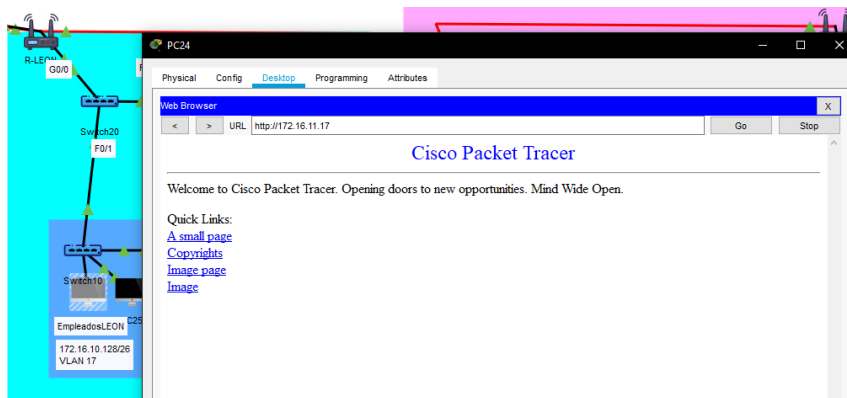 PC24
R-LEON
G0/0
Physical Config Desktop Programming Attributes
Web Browser
X
< > URL http://172.16.11.17 Go Stop
Cisco Packet Tracer
Switch20
F0/1
Welcome to Cisco Packet Tracer. Opening doors to new opportunities. Mind Wide Open.
Quick Links:
A small page
Copyrights
Image page
Image
Switch10
EmpleadosLEON
C25
172.16.10.128/26
VLAN 17